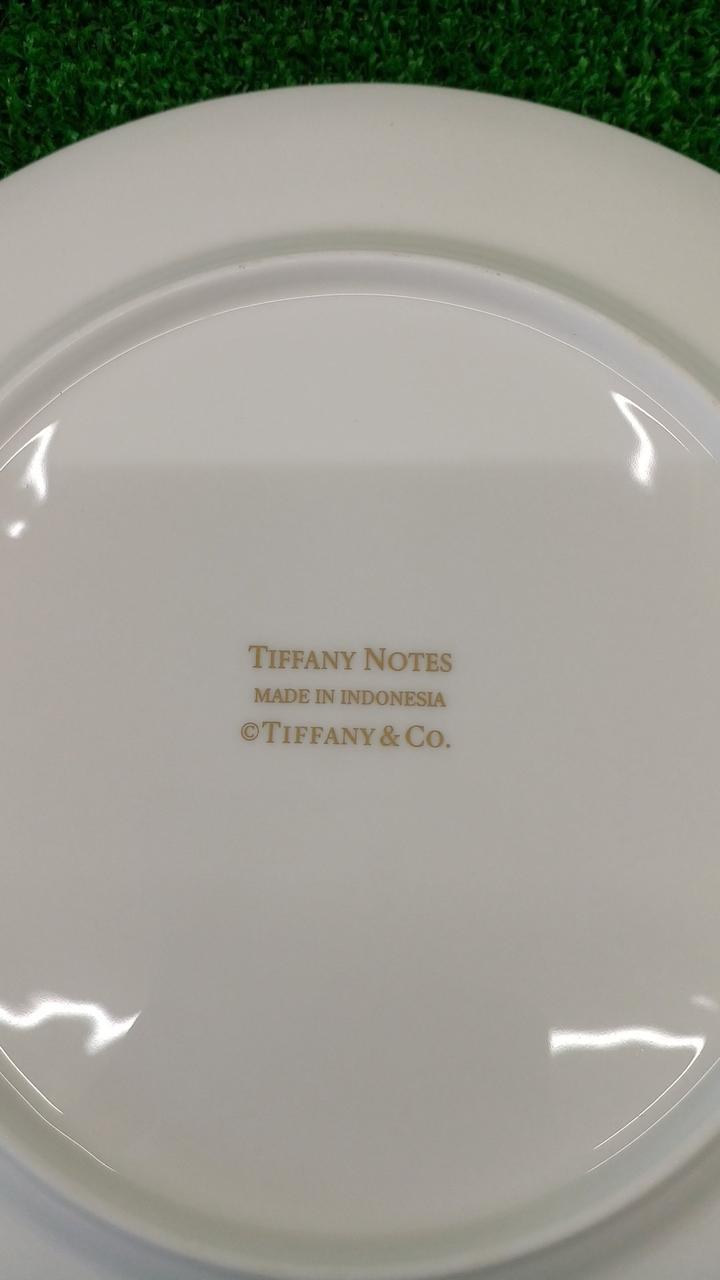 TIFFANY NOTES
MADE IN INDONESIA
©TIFFANY & CO.